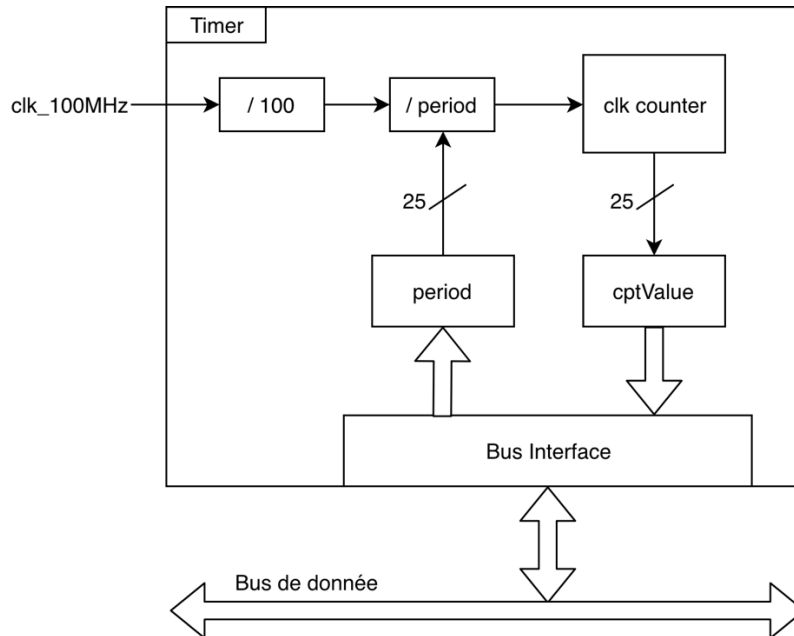 Timer
clk_100MHz
/ 100
/ period
clk counter
25
25
period
cptValue
Bus Interface
Bus de donnée